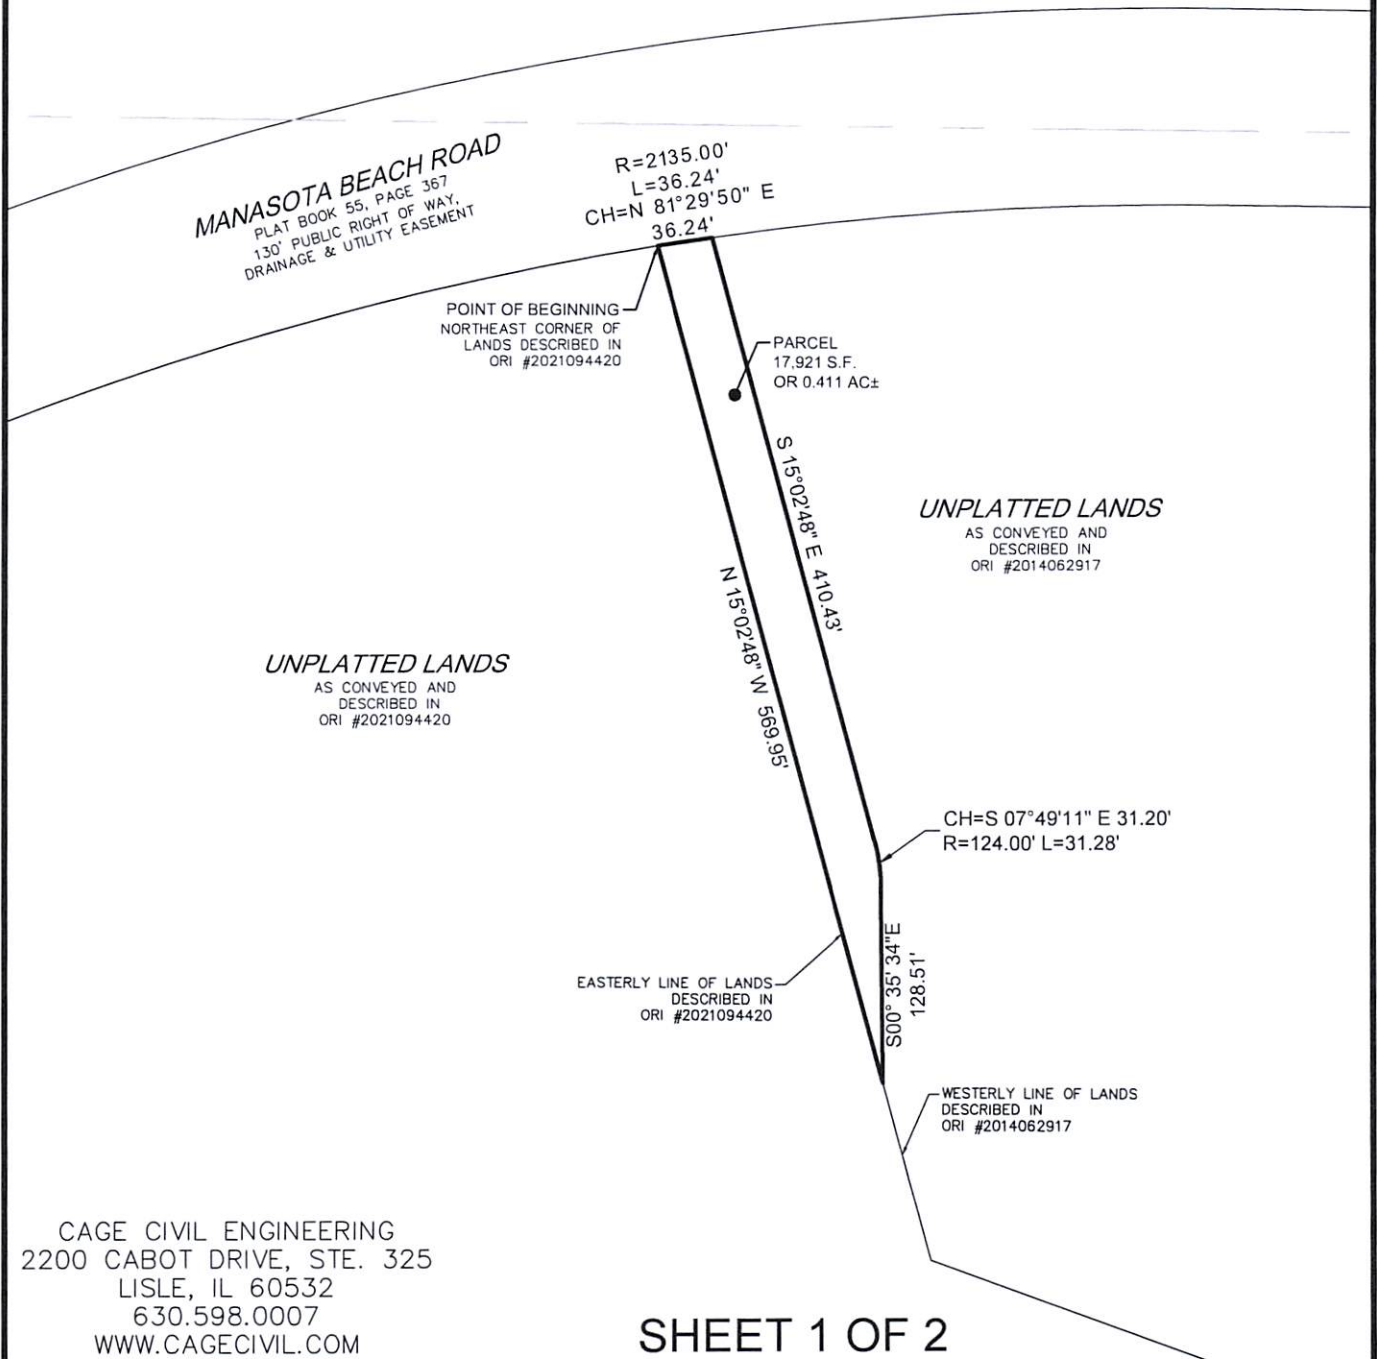 MANASOTA BEACH ROAD
PLAT BOOK 55, PAGE 367
130' PUBLIC RIGHT OF WAY,
DRAINAGE & UTILITY EASEMENT
R=2135.00'
L=36.24'
CH=N 81°29'50" E
36.24'
POINT OF BEGINNING
NORTHEAST CORNER OF
LANDS DESCRIBED IN
ORI #2021094420
PARCEL
17,921 S.F.
OR 0.411 AC±
S 15°02'48" E 410.43'
UNPLATTED LANDS
AS CONVEYED AND
DESCRIBED IN
ORI #2014062917
N 15°02'48" W 569.95'
UNPLATTED LANDS
AS CONVEYED AND
DESCRIBED IN
ORI #2021094420
CH=S 07°49'11" E 31.20'
R=124.00' L=31.28'
S00° 35' 34"E
128.51'
EASTERLY LINE OF LANDS
DESCRIBED IN
ORI #2021094420
WESTERLY LINE OF LANDS
DESCRIBED IN
ORI #2014062917
CAGE CIVIL ENGINEERING
2200 CABOT DRIVE, STE. 325
LISLE, IL 60532
630.598.0007
WWW.CAGECIVIL.COM
SHEET 1 OF 2